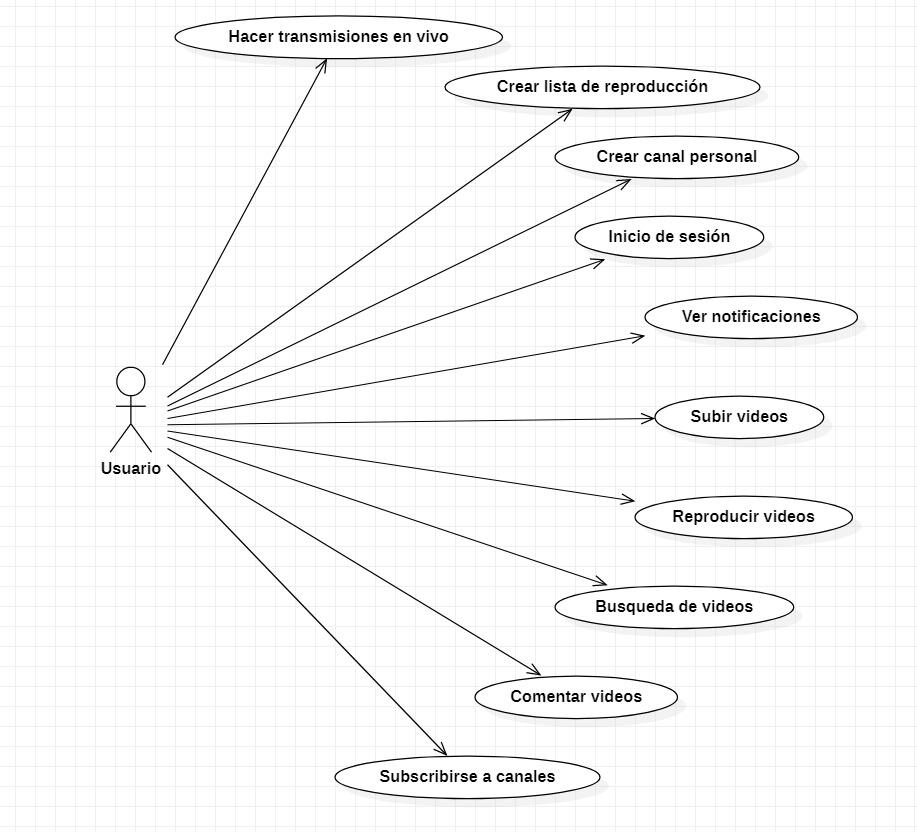 Hacer transmisiones en vivo
Crear lista de reproducción
Crear canal personal
Inicio de sesión
Ver notificaciones
Subir videos
Usuario
Reproducir videos
Busqueda de videos
Comentar videos
Subscribirse a canales